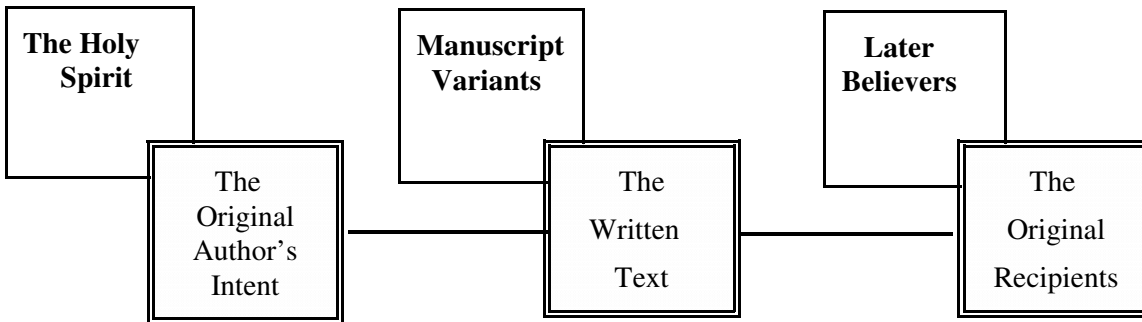 The Holy
Spirit
Manuscript
Variants
Later
Believers
The
Original
Author's
Intent
The
Written
Text
The
Original
Recipients